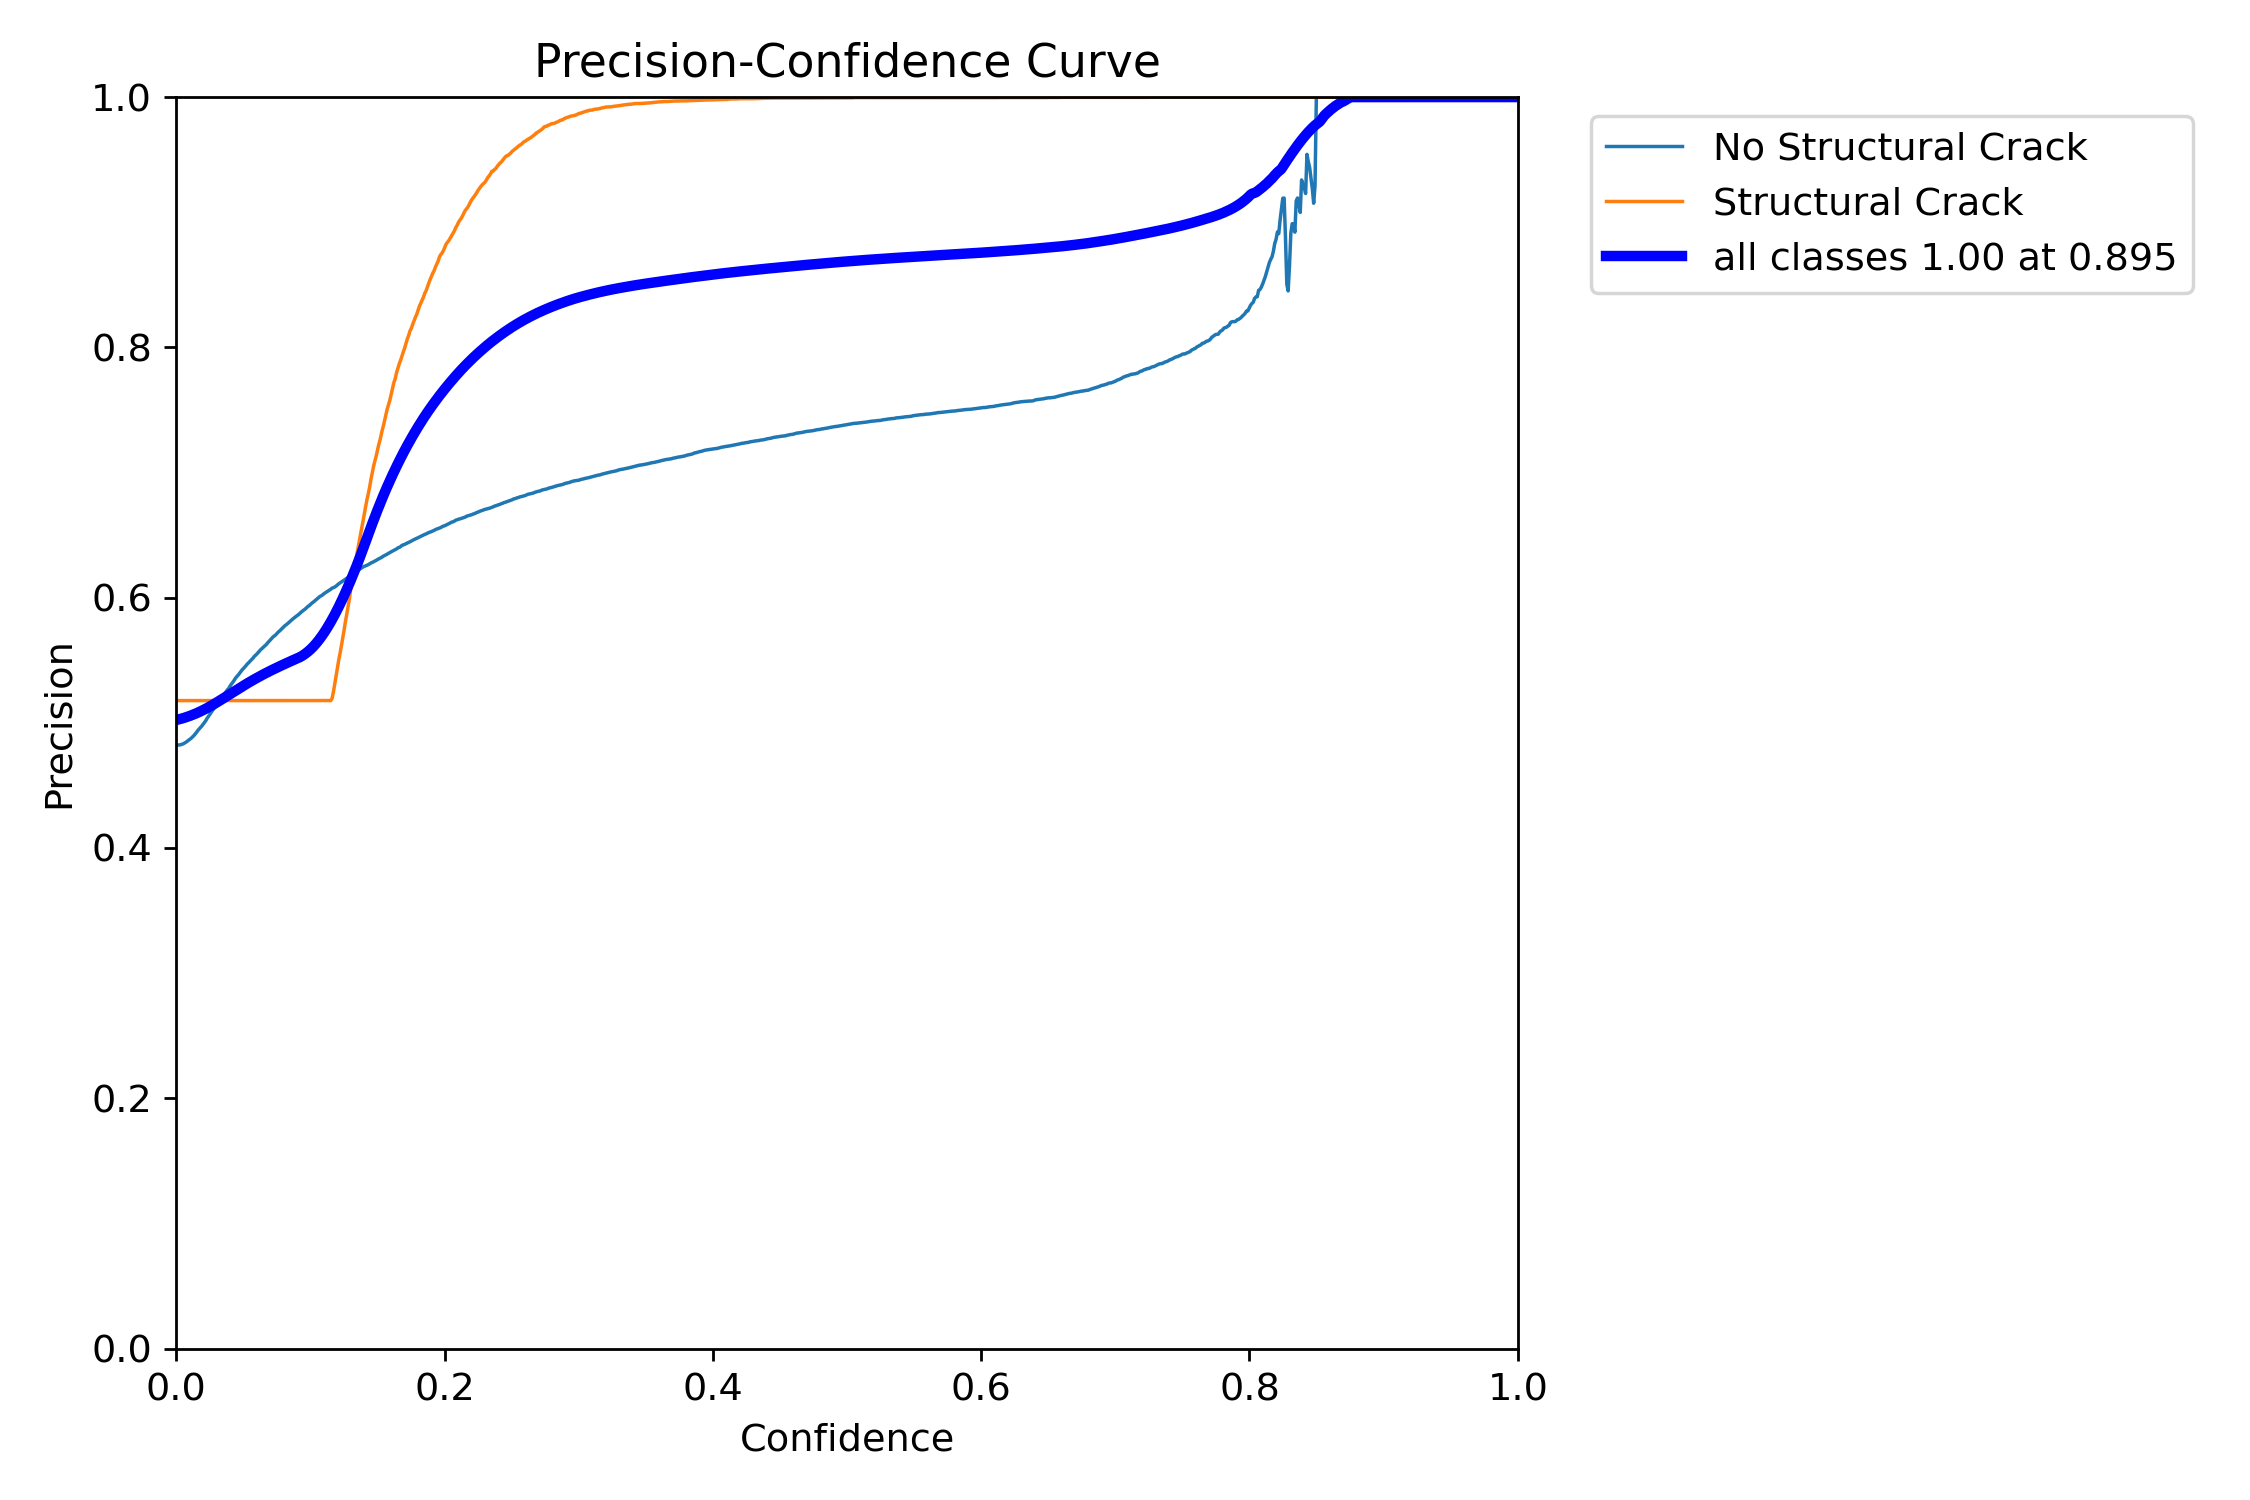 Precision-Confidence Curve
1.0
0.8
0.6
0.4
0.2
0.0
Precision
0.0 0.2 0.4 0.6 0.8 1.0
Confidence
No Structural Crack
Structural Crack
all classes 1.00 at 0.895